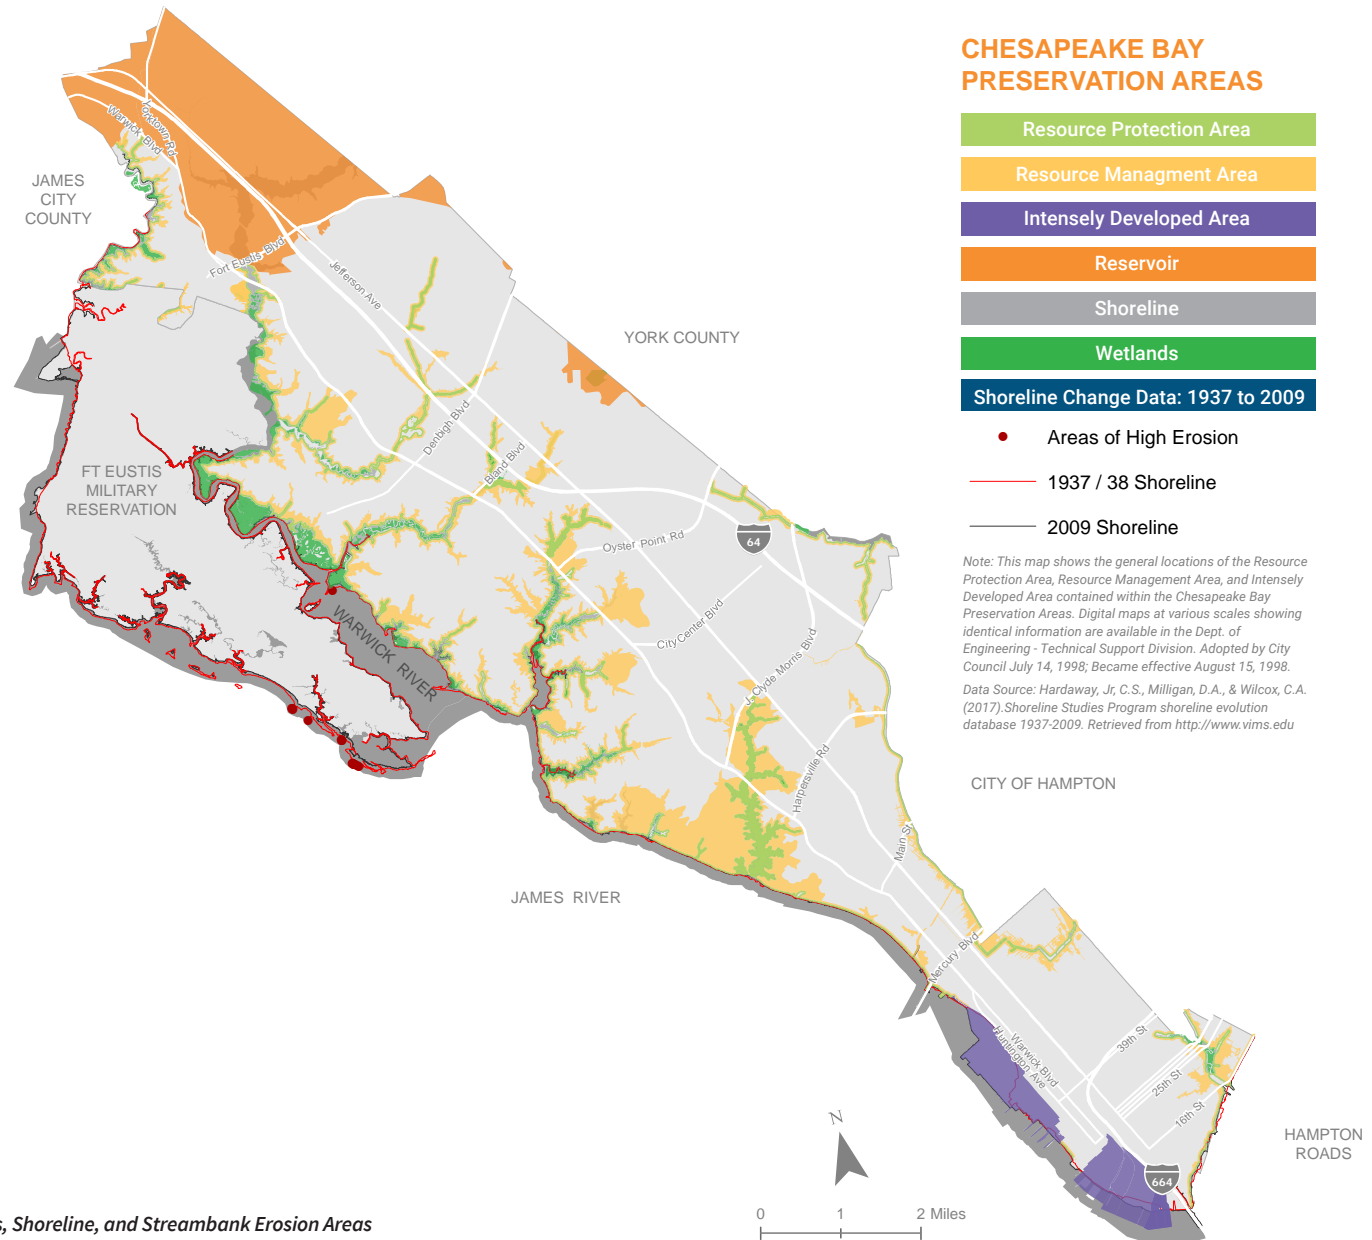 CHESAPEAKE BAY
PRESERVATION AREAS
Resource Protection Area
Resource Managment Area
Intensely Developed Area
Reservoir
Shoreline
Wetlands
Shoreline Change Data: 1937 to 2009
Areas of High Erosion
1937 / 38 Shoreline
2009 Shoreline
Note: This map shows the general locations of the Resource
Protection Area, Resource Management Area, and Intensely
Developed Area contained within the Chesapeake Bay
Preservation Areas. Digital maps at various scales showing
identical information are available in the Dept. of
Engineering - Technical Support Division. Adopted by City
Council July 14, 1998; Became effective August 15, 1998.
Data Source: Hardaway, Jr, C.S., Milligan, D.A., & Wilcox, C.A.
(2017).Shoreline Studies Program shoreline evolution
database 1937-2009. Retrieved from http://www.vims.edu
JAMES
CITY
COUNTY
Yorktown Rd
Warwick Blvd
Fort Eustis Blvd
Jefferson Ave
YORK COUNTY
Denbigh Blvd
Bland Blvd
FT EUSTIS
MILITARY
RESERVATION
Oyster Point Rd
64
WARWICK RIVER
City Center Blvd
J. Clyde Morris Blvd
Harpersville Rd
CITY OF HAMPTON
Main St
JAMES RIVER
Mercury Blvd
Warwick Blvd
Huntington Ave
39th St
25th St
16th St
HAMPTON
ROADS
664
N
0 1 2 Miles
s, Shoreline, and Streambank Erosion Areas